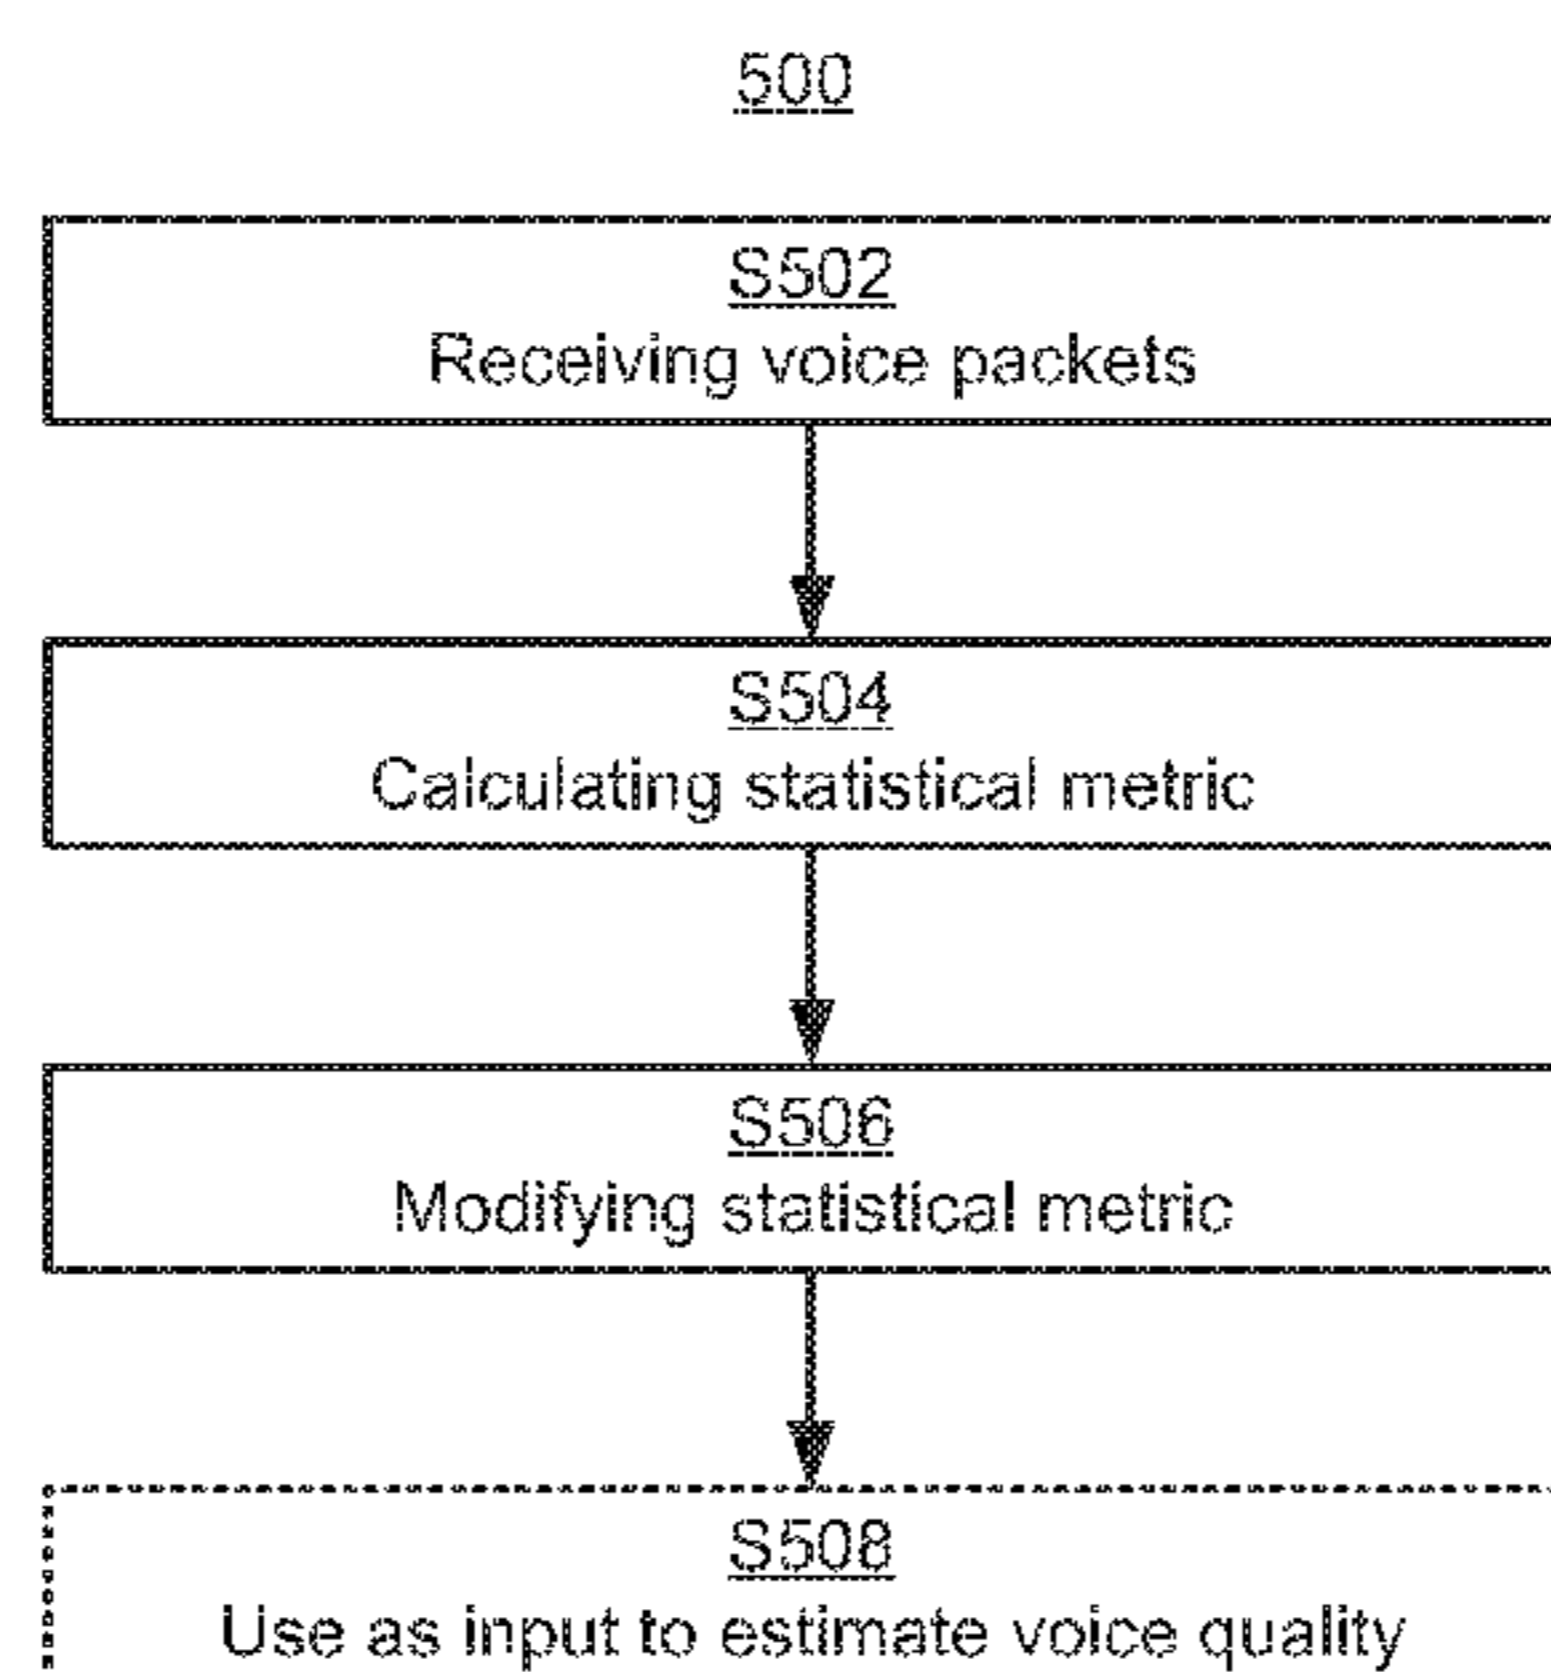 500
S502
Receiving voice packets
S504
Calculating statistical metric
S506
Modifying statistical metric
S508
Use as input to estimate voice quality